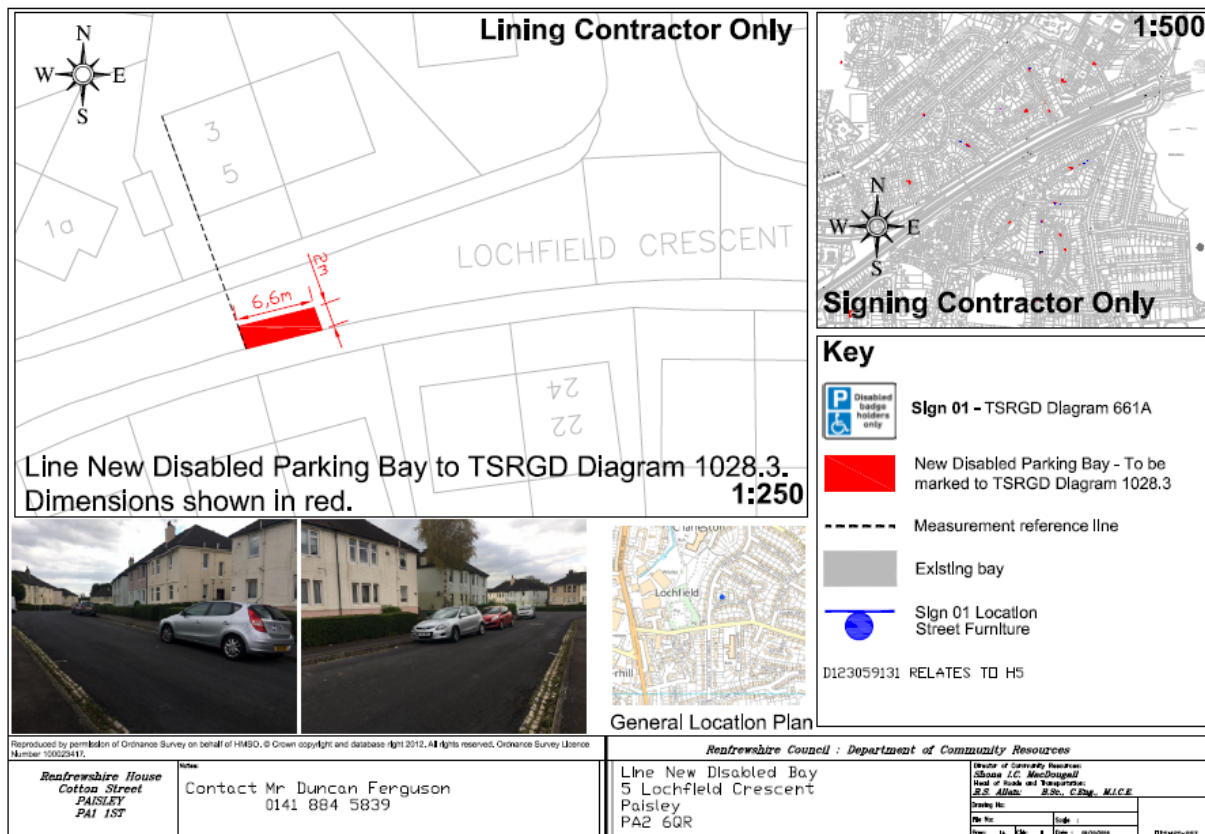 N
W E
S
Lining Contractor Only
3
5
1a
LOCHFIELD CRESCENT
2m
6,6m
24
22
Line New Disabled Parking Bay to TSRGD Diagram 1028.3.
Dimensions shown in red.
1:250
1:500
N
W E
S
Signing Contractor Only
Key
P Disabled
badge
holders
only
Sign 01 - TSRGD Diagram 661A
New Disabled Parking Bay - To be
marked to TSRGD Diagram 1028.3
Measurement reference line
Existing bay
Sign 01 Location
Street Furniture
D123059131 RELATES TO H5
Lochfield
General Location Plan
Reproduced by permission of Ordnance Survey on behalf of HMSO. © Crown copyright and database right 2012. All rights reserved. Ordnance Survey Licence
Number 100023417.
Renfrewshire House
Cotton Street
PAISLEY
PA1 1ST
Notes:
Contact Mr Duncan Ferguson
0141 884 5839
Renfrewshire Council : Department of Community Resources
Line New Disabled Bay
5 Lochfield Crescent
Paisley
PA2 6QR
Director of Community Resources:
Shona I.C. MacDougall
Head of Roads and Transportation:
R.S. Allan: B.Sc., C.Eng., M.I.C.E.
Drawing No:
File No: Scale :